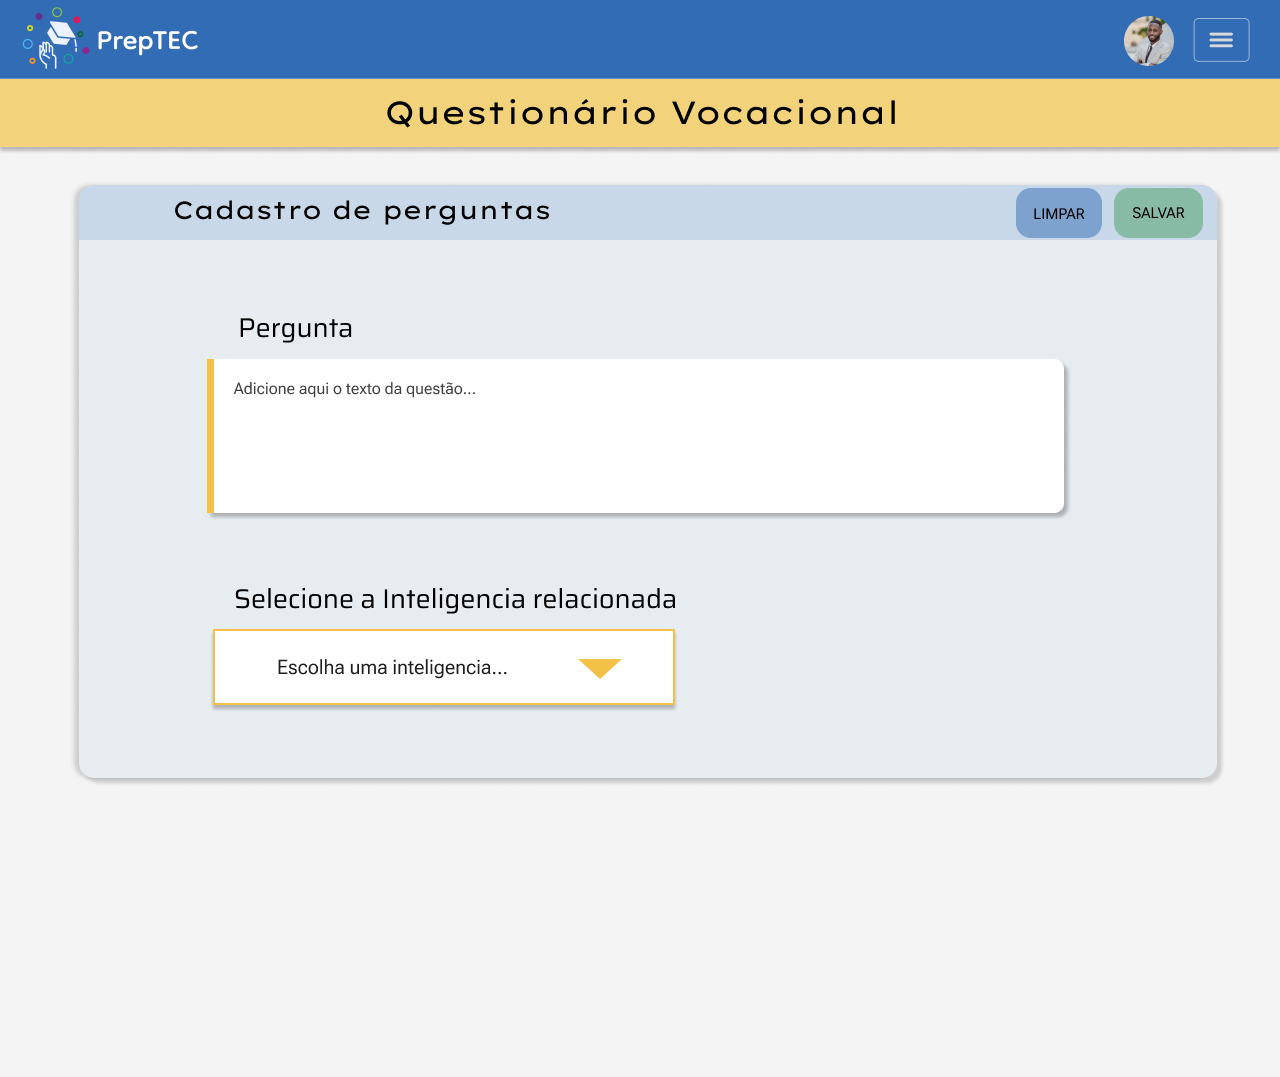 PrepTEC
Questionário Vocacional
Cadastro de perguntas
LIMPAR
SALVAR
Pergunta
Adicione aqui o texto da questão...
Selecione a Inteligencia relacionada
Escolha uma inteligencia...